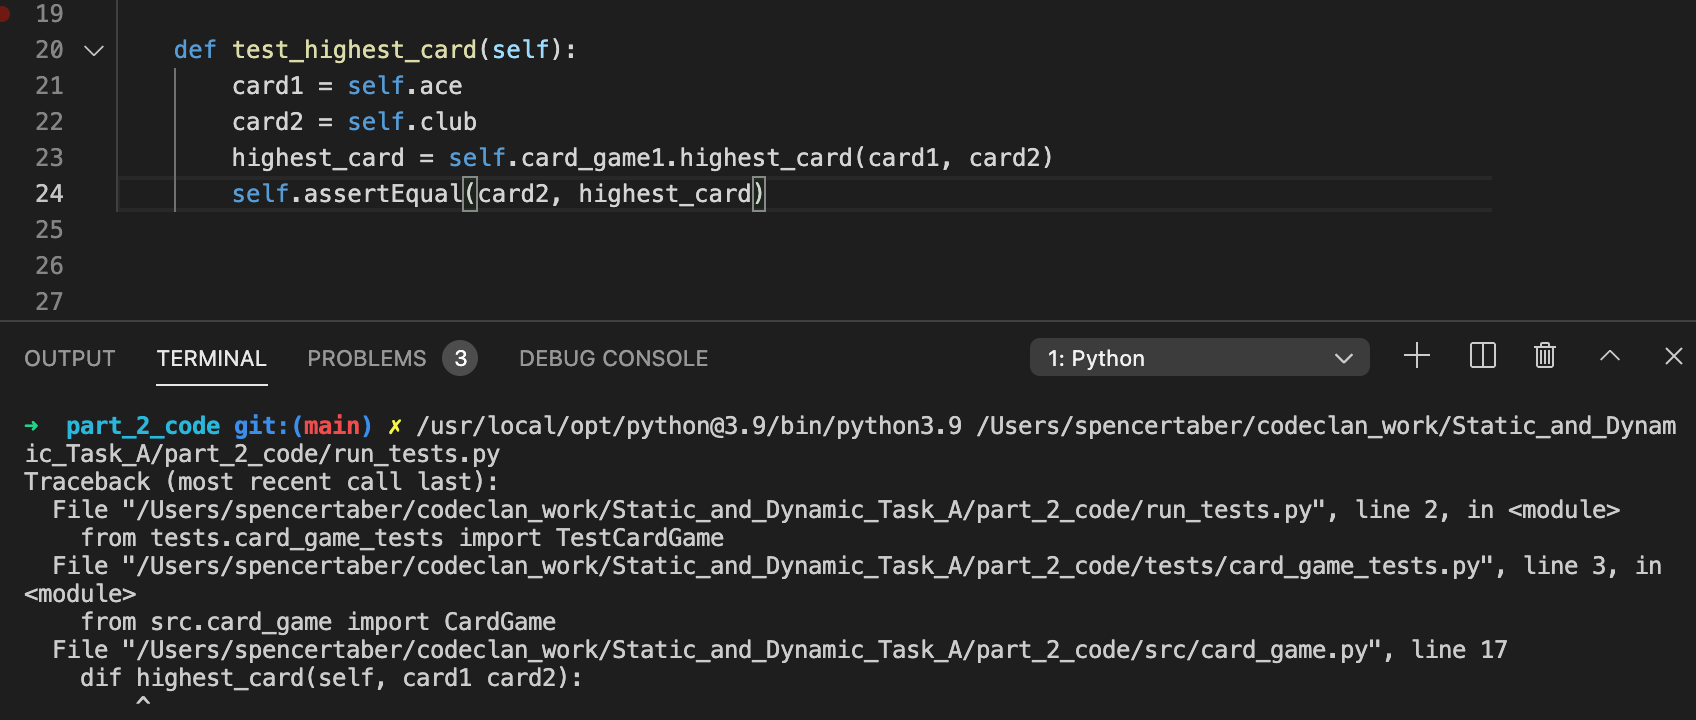 19
20 def test_highest_card(self):
21 card1 = self.ace
22 card2 = self.club
23 highest_card = self.card_game1.highest_card(card1, card2)
24 self.assertEqual(card2, highest_card)
25
26
27
OUTPUT TERMINAL PROBLEMS 3 DEBUG CONSOLE 1: Python
➜ part_2_code git:(main) ✗ /usr/local/opt/python@3.9/bin/python3.9 /Users/spencertaber/codeclan_work/Static_and_Dynam
ic_Task_A/part_2_code/run_tests.py
Traceback (most recent call last):
File "/Users/spencertaber/codeclan_work/Static_and_Dynamic_Task_A/part_2_code/run_tests.py", line 2, in <module>
from tests.card_game_tests import TestCardGame
File "/Users/spencertaber/codeclan_work/Static_and_Dynamic_Task_A/part_2_code/tests/card_game_tests.py", line 3, in
<module>
from src.card_game import CardGame
File "/Users/spencertaber/codeclan_work/Static_and_Dynamic_Task_A/part_2_code/src/card_game.py", line 17
dif highest_card(self, card1 card2):
^